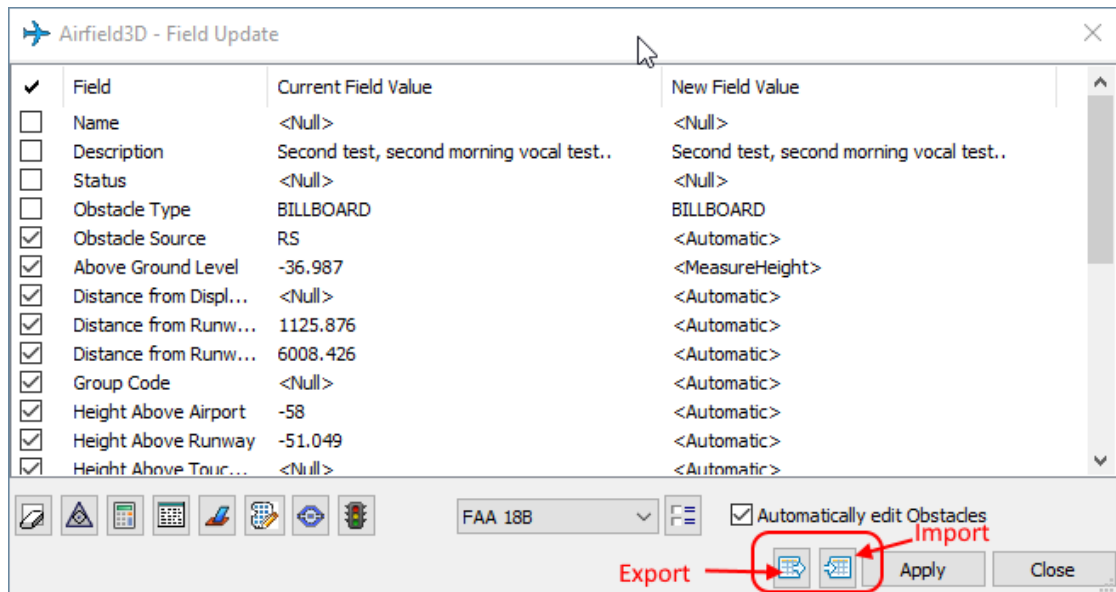 Airfield3D - Field Update
Field Current Field Value New Field Value
Name <Null> <Null>
Description Second test, second morning vocal test.. Second test, second morning vocal test..
Status <Null> <Null>
Obstacle Type BILLBOARD BILLBOARD
Obstacle Source RS <Automatic>
Above Ground Level -36.987 <MeasureHeight>
Distance from Displ... <Null> <Automatic>
Distance from Runw... 1125.876 <Automatic>
Distance from Runw... 6008.426 <Automatic>
Group Code <Null> <Automatic>
Height Above Airport -58 <Automatic>
Height Above Runway -51.049 <Automatic>
Height Above Touc... <Null> <Automatic>
FAA 18B Automatically edit Obstacles
Import
Export Apply Close